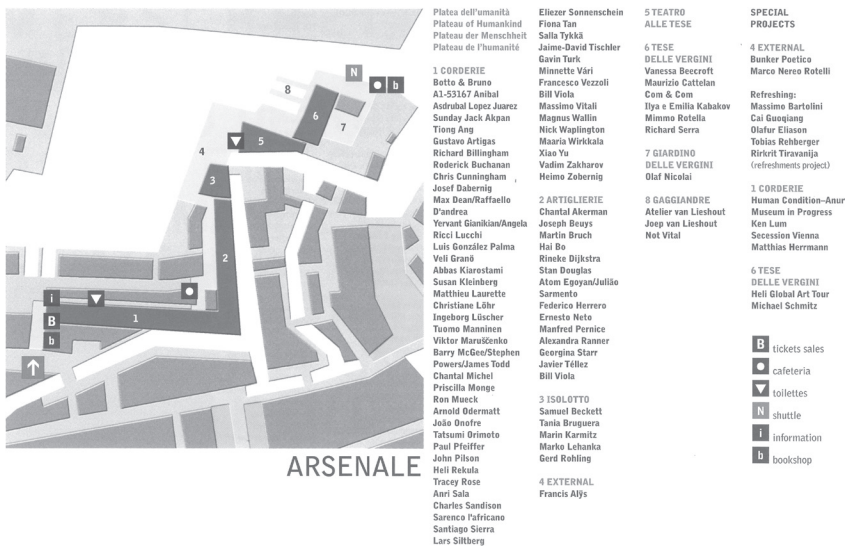 8
N
b
6
7
5
4
3
2
i
1
B
b
ARSENALE
Platea dell'umanità
Plateau of Humankind
Plateau der Menschheit
Plateau de l'humanité
1 CORDERIE
Botto & Bruno
A1-53167 Anibal
Asdrubal Lopez Juarez
Sunday Jack Akpan
Tiong Ang
Gustavo Artigas
Richard Billingham
Roderick Buchanan
Chris Cunningham
Josef Dabernig
Max Dean/Raffaello
D'andrea
Yervant Gianikian/Angela
Ricci Lucchi
Luis González Palma
Veli Granö
Abbas Kiarostami
Susan Kleinberg
Matthieu Laurette
Christiane Löhr
Ingeborg Lüscher
Tuomo Manninen
Viktor Maruščenko
Barry McGee/Stephen
Powers/James Todd
Chantal Michel
Priscilla Monge
Ron Mueck
Arnold Odermatt
João Onofre
Tatsumi Orimoto
Paul Pfeiffer
John Pilson
Heli Rekula
Tracey Rose
Anri Sala
Charles Sandison
Sarenco l'africano
Santiago Sierra
Lars Siltberg
Eliezer Sonnenschein
Fiona Tan
Salla Tykkä
Jaime-David Tischler
Gavin Turk
Minnette Vári
Francesco Vezzoli
Bill Viola
Massimo Vitali
Magnus Wallin
Nick Waplington
Maaria Wirkkala
Xiao Yu
Vadim Zakharov
Heimo Zobernig
2 ARTIGLIERIE
Chantal Akerman
Joseph Beuys
Martin Bruch
Hai Bo
Rineke Dijkstra
Stan Douglas
Atom Egoyan/Julião
Sarmento
Federico Herrero
Ernesto Neto
Manfred Pernice
Alexandra Ranner
Georgina Starr
Javier Téllez
Bill Viola
3 ISOLOTTO
Samuel Beckett
Tania Bruguera
Marin Karmitz
Marko Lehanka
Gerd Rohling
4 EXTERNAL
Francis Alÿs
5 TEATRO
ALLE TESE
6 TESE
DELLE VERGINI
Vanessa Beecroft
Maurizio Cattelan
Com & Com
Ilya e Emilia Kabakov
Mimmo Rotella
Richard Serra
7 GIARDINO
DELLE VERGINI
Olaf Nicolai
8 GAGGIANDRE
Atelier van Lieshout
Joep van Lieshout
Not Vital
SPECIAL
PROJECTS
4 EXTERNAL
Bunker Poetico
Marco Nereo Rotelli
Refreshing:
Massimo Bartolini
Cai Guoqiang
Olafur Eliason
Tobias Rehberger
Rirkrit Tiravanija
(refreshments project)
1 CORDERIE
Human Condition–Anur
Museum in Progress
Ken Lum
Secession Vienna
Matthias Herrmann
6 TESE
DELLE VERGINI
Heli Global Art Tour
Michael Schmitz
B tickets sales
cafeteria
toilettes
N shuttle
i information
b bookshop